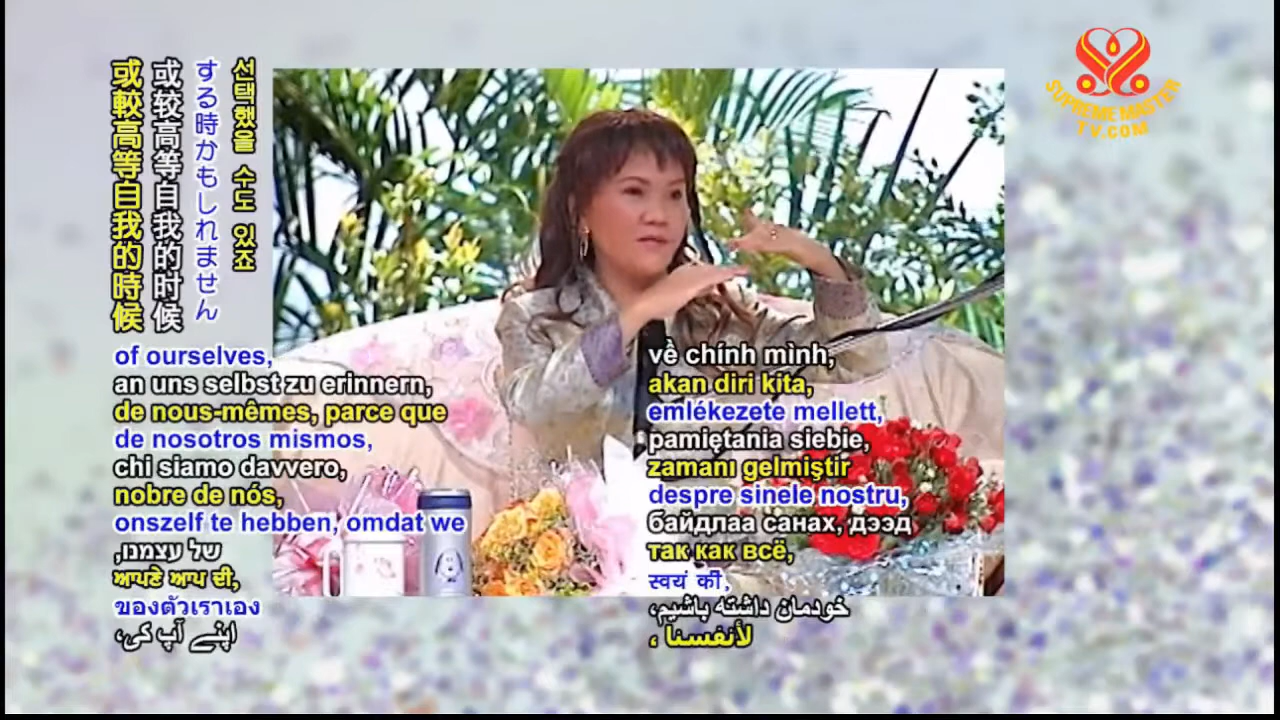 或較高等自我的時候
或较高等自我的时候
する時かもしれません
선택했을 수도 있죠
SUPREME MASTER
TV.COM
of ourselves,
an uns selbst zu erinnern,
de nous-mêmes, parce que
de nosotros mismos,
chi siamo davvero,
nobre de nós,
onszelf te hebben, omdat we
של עצמנו,
ਆਪਣੇ ਆਪ ਦੀ,
ของตัวเราเอง
اپنے آپ کی،
về chính mình,
akan diri kita,
emlékezete mellett,
pamiętania siebie,
zamanı gelmiştir
despre sinele nostru,
байдлаа санах, дээд
так как всё,
स्वयं की,
خودمان داشته باشیم،
لأنفسنا ،